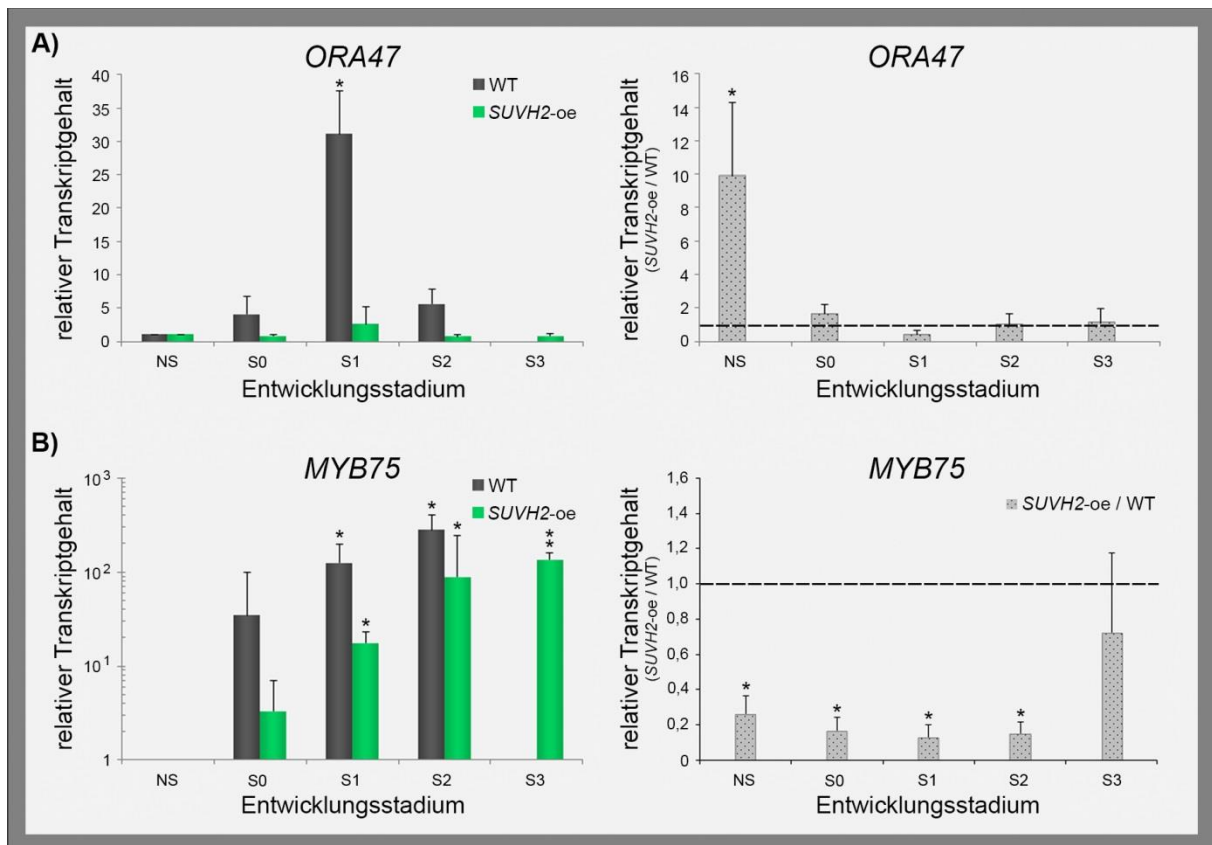 A)
ORA47
WT
SUVH2-oe
*
40
35
30
25
20
15
10
5
0
relativer Transkriptgehalt
NS S0 S1 S2 S3
Entwicklungsstadium
ORA47
*
16
14
12
10
8
6
4
2
0
relativer Transkriptgehalt
(SUVH2-oe / WT)
NS S0 S1 S2 S3
Entwicklungsstadium
B)
MYB75
WT
SUVH2-oe
* * * * **
10³
10²
10¹
1
relativer Transkriptgehalt
NS S0 S1 S2 S3
Entwicklungsstadium
MYB75
SUVH2-oe / WT
* * * *
1,6
1,4
1,2
1,0
0,8
0,6
0,4
0,2
0
relativer Transkriptgehalt
(SUVH2-oe / WT)
NS S0 S1 S2 S3
Entwicklungsstadium